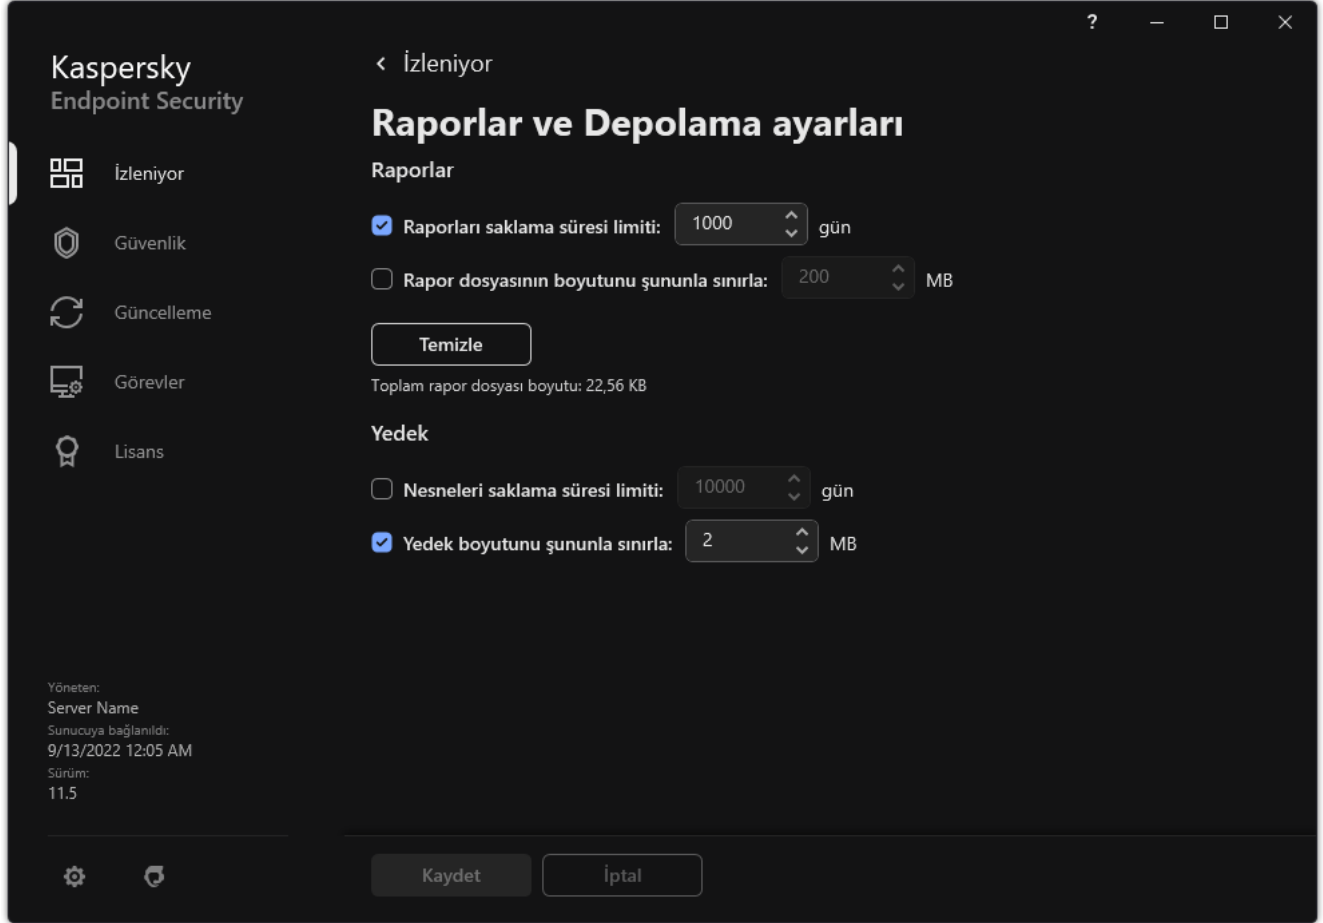 ?
Kaspersky
Endpoint Security
İzleniyor
Güvenlik
Güncelleme
Görevler
Lisans
Yöneten:
Server Name
Sunucuya bağlanıldı:
9/13/2022 12:05 AM
Sürüm:
11.5
İzleniyor
Raporlar ve Depolama ayarları
Raporlar
Raporları saklama süresi limiti: 1000 gün
Rapor dosyasının boyutunu şununla sınırla: 200 MB
Temizle
Toplam rapor dosyası boyutu: 22,56 KB
Yedek
Nesneleri saklama süresi limiti: 10000 gün
Yedek boyutunu şununla sınırla: 2 MB
Kaydet
İptal